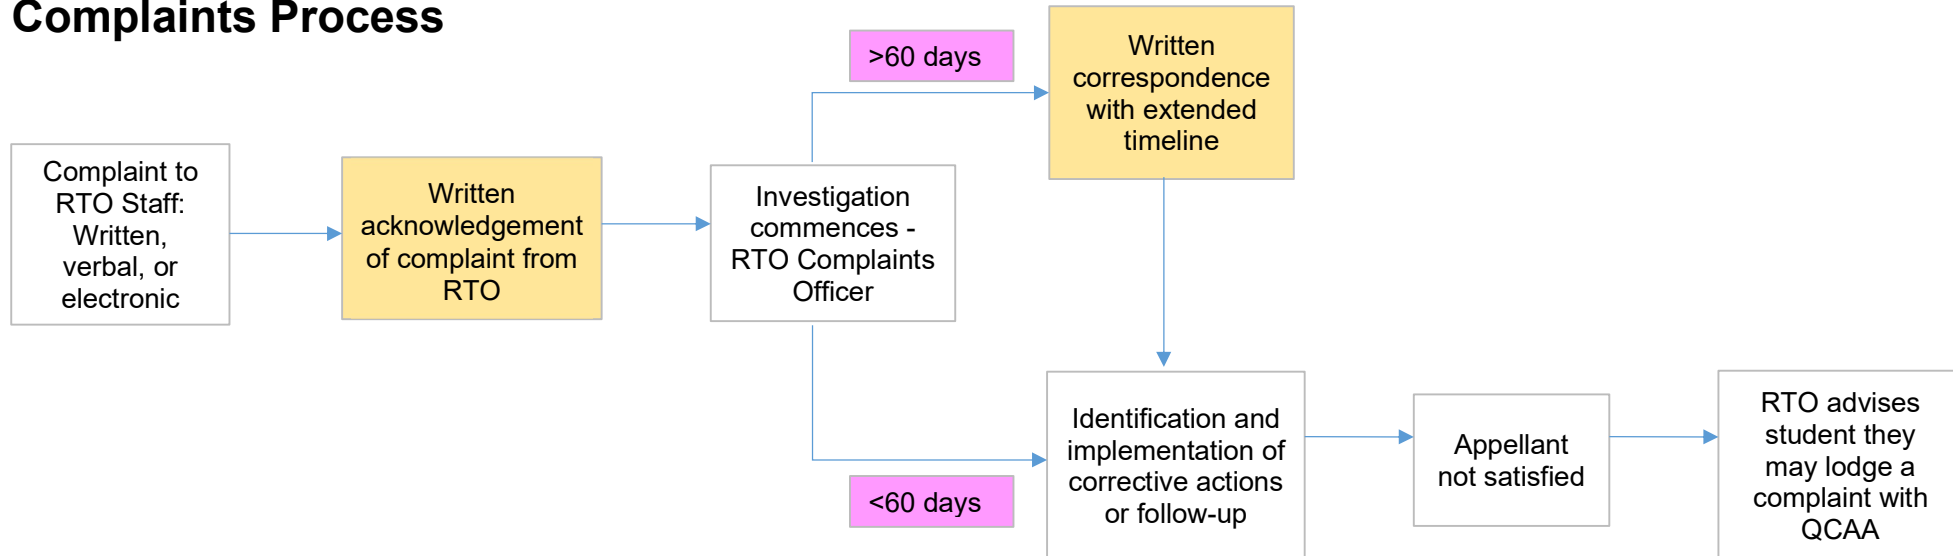 Complaints Process
Complaint to
RTO Staff:
Written,
verbal, or
electronic
Written
acknowledgement
of complaint from
RTO
Investigation
commences -
RTO Complaints
Officer
>60 days
Written
correspondence
with extended
timeline
<60 days
Identification and
implementation of
corrective actions
or follow-up
Appellant
not satisfied
RTO advises
student they
may lodge a
complaint with
QCAA